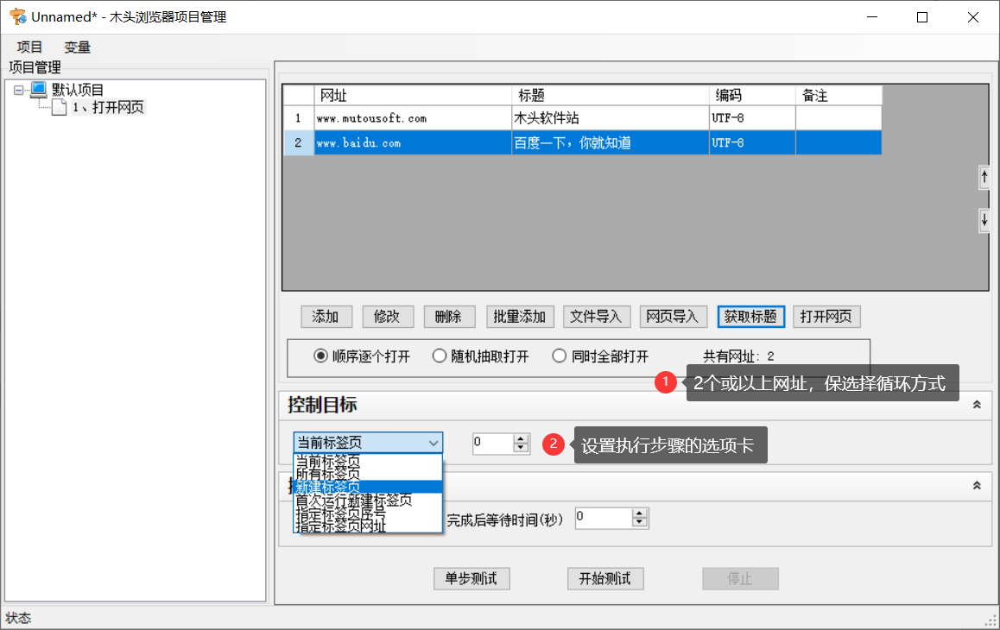 Unnamed* - 木头浏览器项目管理
项目 变量
项目管理
默认项目
1、打开网页
网址 标题 编码 备注
1 www.mutousoft.com 木头软件站 UTF-8
2 www.baidu.com 百度一下，你就知道 UTF-8
↑
↓
添加 修改 删除 批量添加 文件导入 网页导入 获取标题 打开网页
顺序逐个打开 随机抽取打开 同时全部打开 共有网址：2
1 2个或以上网址，保选择循环方式
控制目标
当前标签页 0 2 设置执行步骤的选项卡
当前标签页
所有标签页
新建标签页
首次运行新建标签页
指定标签页序号
指定标签页网址
完成后等待时间(秒) 0
单步测试 开始测试 停止
状态